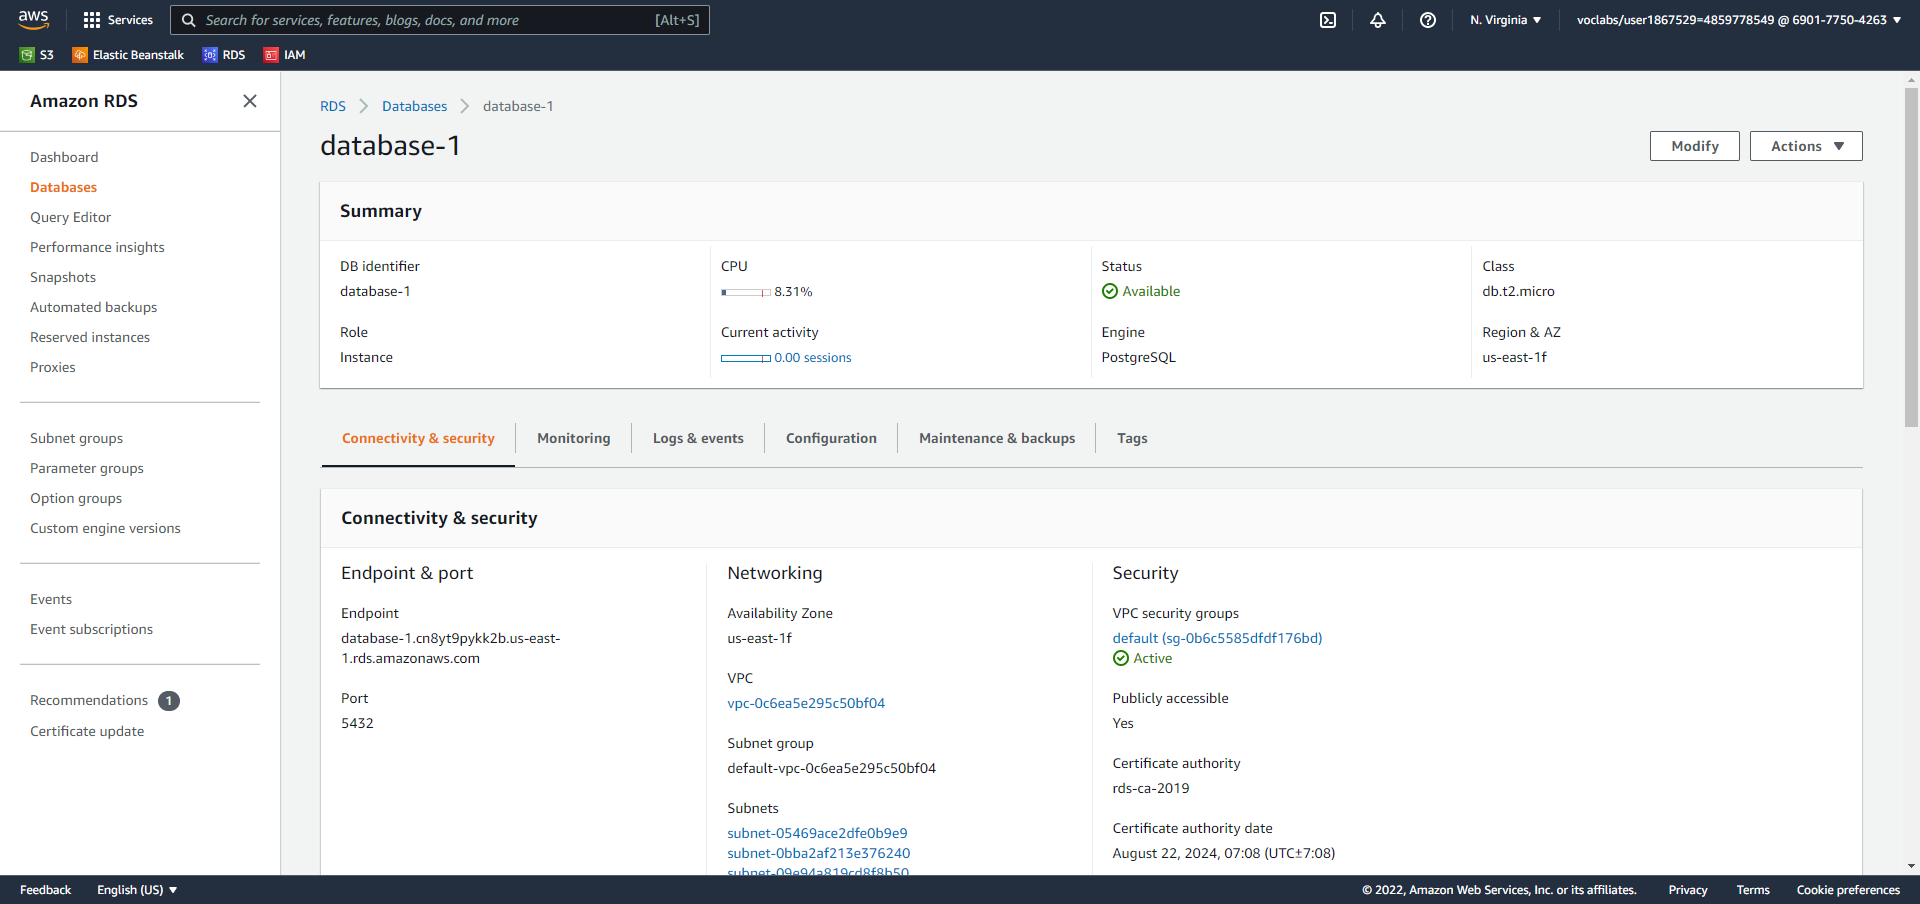 aws
Services
Search for services, features, blogs, docs, and more
[Alt+S]
N. Virginia
voclabs/user1867529=4859778549 @ 6901-7750-4263
S3
Elastic Beanstalk
RDS
IAM
Amazon RDS
Dashboard
Databases
Query Editor
Performance insights
Snapshots
Automated backups
Reserved instances
Proxies
Subnet groups
Parameter groups
Option groups
Custom engine versions
Events
Event subscriptions
Recommendations 1
Certificate update
RDS
Databases
database-1
database-1
Modify
Actions
Summary
DB identifier
database-1
CPU
8.31%
Status
Available
Class
db.t2.micro
Role
Instance
Current activity
0.00 sessions
Engine
PostgreSQL
Region & AZ
us-east-1f
Connectivity & security
Monitoring
Logs & events
Configuration
Maintenance & backups
Tags
Connectivity & security
Endpoint & port
Endpoint
database-1.cn8yt9pykk2b.us-east-
1.rds.amazonaws.com
Port
5432
Networking
Availability Zone
us-east-1f
VPC
vpc-0c6ea5e295c50bf04
Subnet group
default-vpc-0c6ea5e295c50bf04
Subnets
subnet-05469ace2dfe0b9e9
subnet-0bba2af213e376240
subnet-09e94a819cd8f8b50
Security
VPC security groups
default (sg-0b6c5585dfdf176bd)
Active
Publicly accessible
Yes
Certificate authority
rds-ca-2019
Certificate authority date
August 22, 2024, 07:08 (UTC±7:08)
Feedback
English (US)
© 2022, Amazon Web Services, Inc. or its affiliates.
Privacy
Terms
Cookie preferences